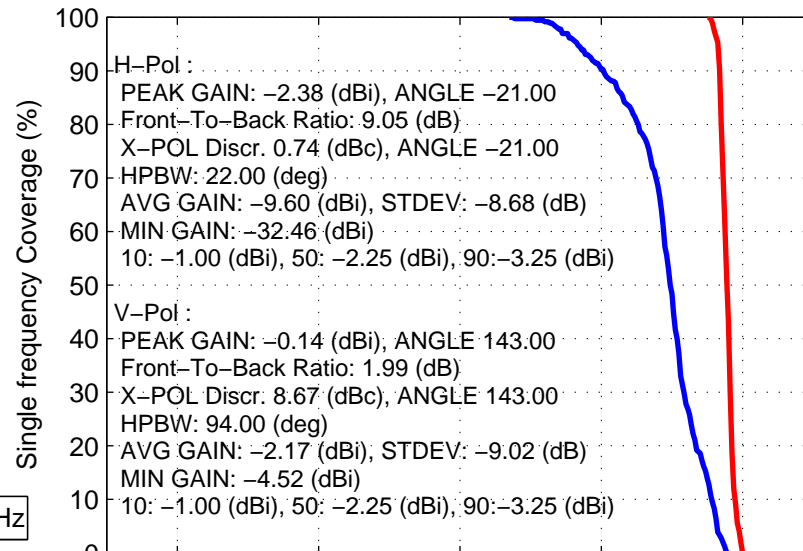 100
90
80
70
60
50
40
30
20
10
0
Single frequency Coverage (%)
H−Pol :
PEAK GAIN: −2.38 (dBi), ANGLE −21.00
Front−To−Back Ratio: 9.05 (dB)
X−POL Discr. 0.74 (dBc), ANGLE −21.00
HPBW: 22.00 (deg)
AVG GAIN: −9.60 (dBi), STDEV: −8.68 (dB)
MIN GAIN: −32.46 (dBi)
10: −1.00 (dBi), 50: −2.25 (dBi), 90:−3.25 (dBi)
V−Pol :
PEAK GAIN: −0.14 (dBi), ANGLE 143.00
Front−To−Back Ratio: 1.99 (dB)
X−POL Discr. 8.67 (dBc), ANGLE 143.00
HPBW: 94.00 (deg)
AVG GAIN: −2.17 (dBi), STDEV: −9.02 (dB)
MIN GAIN: −4.52 (dBi)
10: −1.00 (dBi), 50: −2.25 (dBi), 90:−3.25 (dBi)
Hz